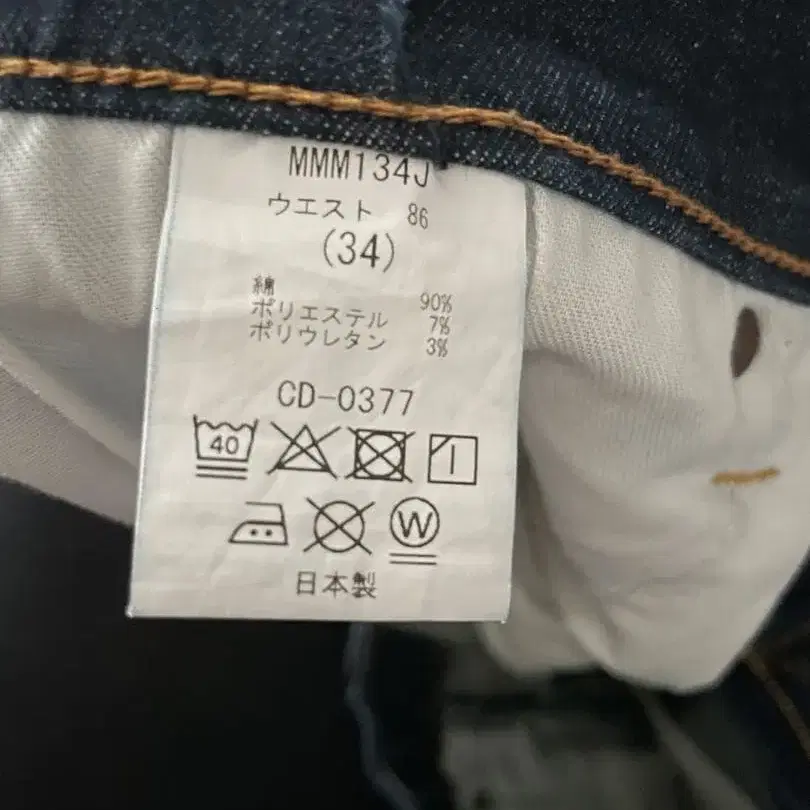 MMM134J
ウエスト 86
(34)
綿 90%
ポリエステル 7%
ポリウレタン 3%
CD-0377
40
W
日本製